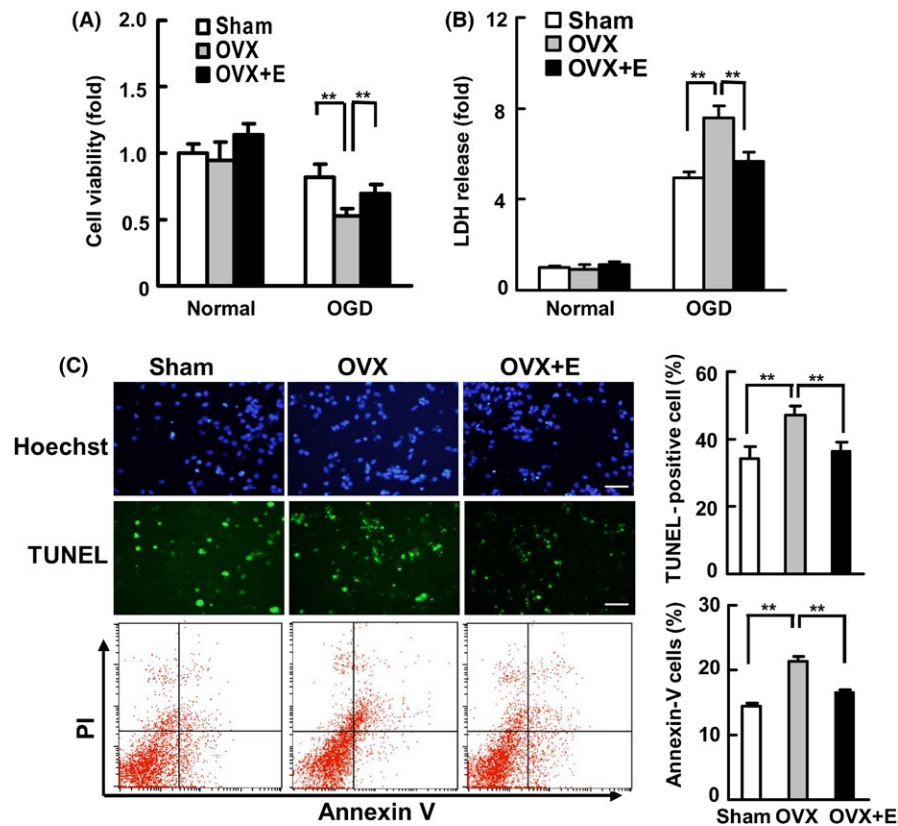 (A)
2.0
1.5
1.0
0.5
0
Cell viability (fold)
Sham
OVX
OVX+E
**
**
Normal
OGD
(B)
12
8
4
0
LDH release (fold)
Sham
OVX
OVX+E
**
**
Normal
OGD
(C)
Sham
OVX
OVX+E
Hoechst
TUNEL
PI
Annexin V
60
40
20
0
TUNEL-positive cell (%)
**
**
30
20
10
0
Annexin-V cells (%)
**
**
Sham
OVX
OVX+E